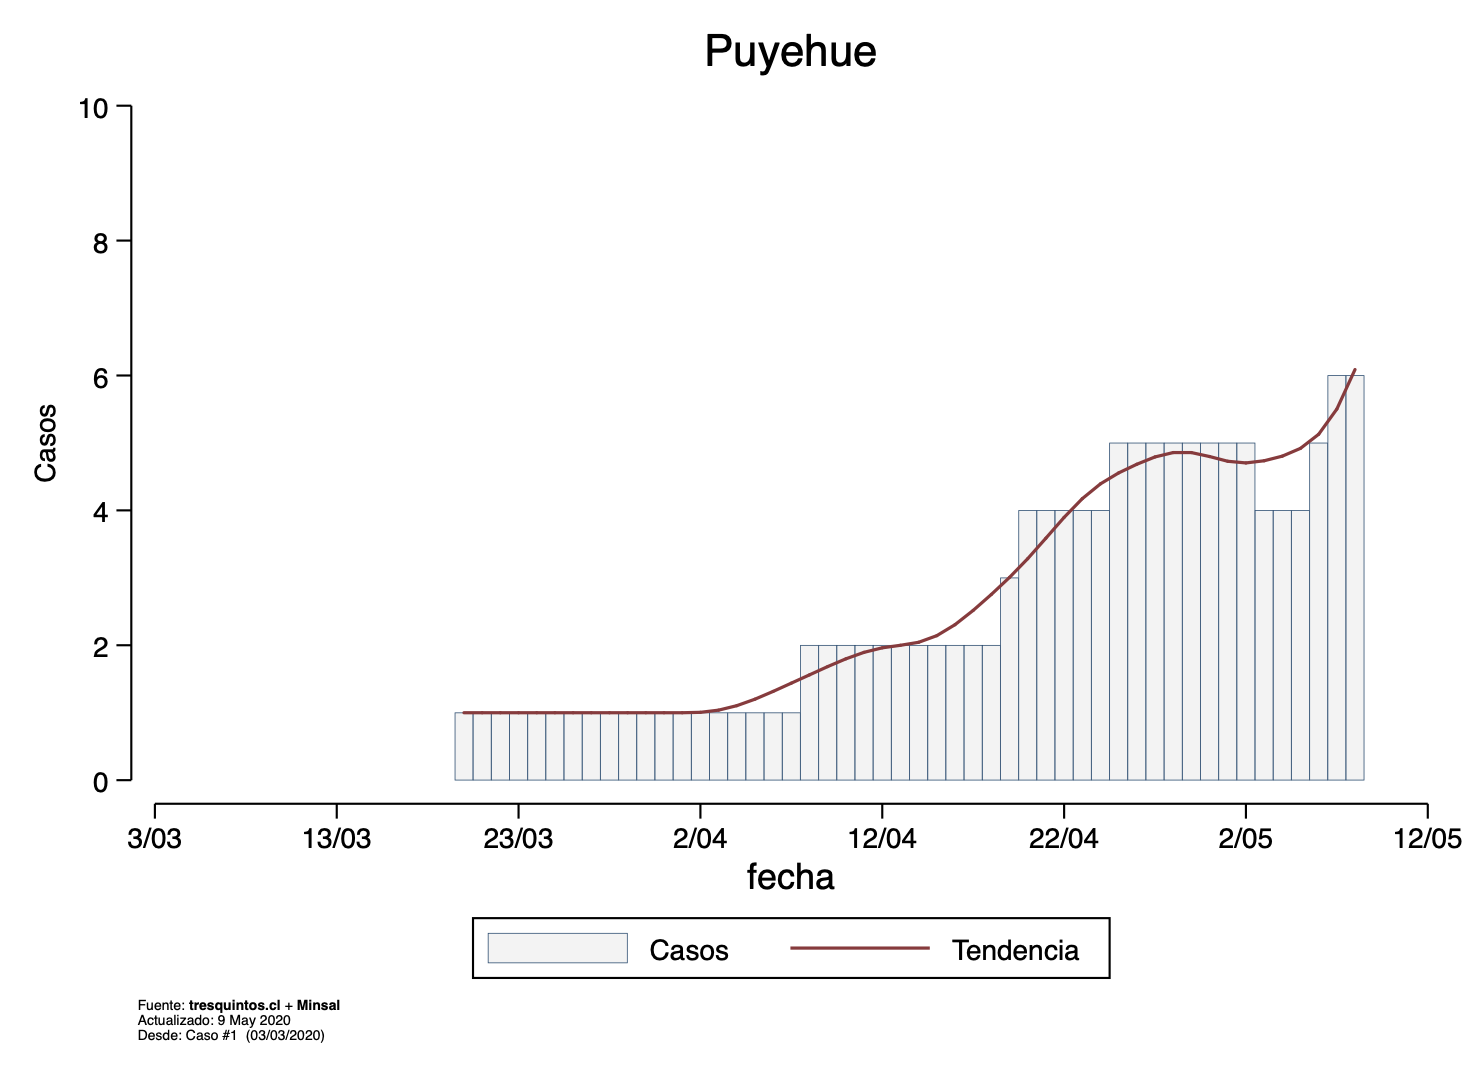 Puyehue
10
8
6
4
2
0
Casos
3/03 13/03 23/03 2/04 12/04 22/04 2/05 12/05
fecha
Casos Tendencia
Fuente: tresquintos.cl + Minsal
Actualizado: 9 May 2020
Desde: Caso #1 (03/03/2020)